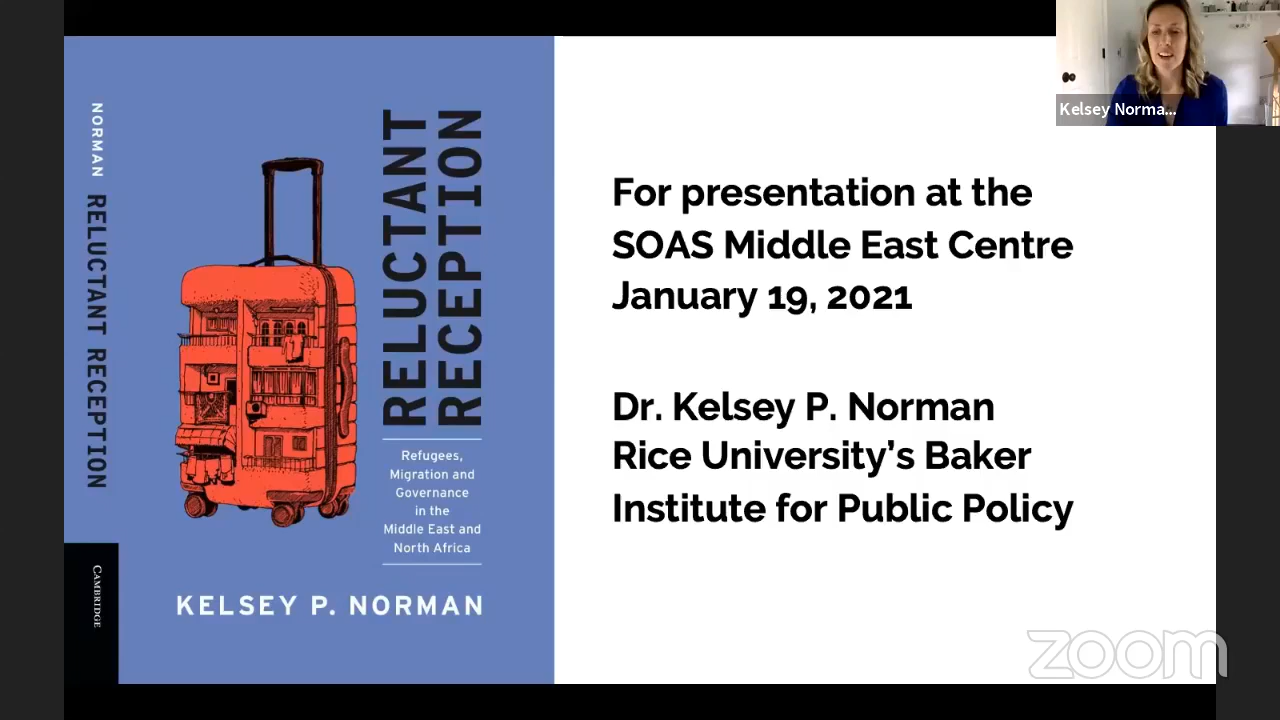 NORMAN RELUCTANT RECEPTION
CAMBRIDGE
RELUCTANT
RECEPTION
Refugees,
Migration and
Governance
in the
Middle East and
North Africa
KELSEY P. NORMAN
For presentation at the
SOAS Middle East Centre
January 19, 2021
Dr. Kelsey P. Norman
Rice University’s Baker
Institute for Public Policy
Kelsey Norma...
zoom